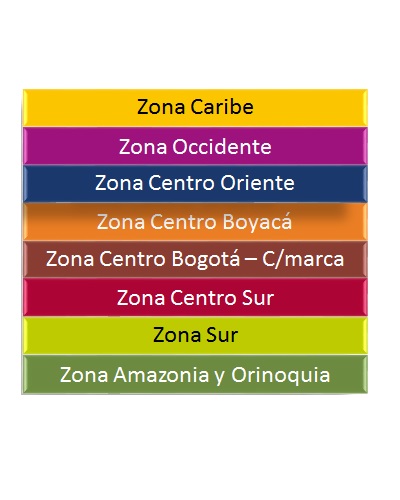 Zona Caribe
Zona Occidente
Zona Centro Oriente
Zona Centro Boyacá
Zona Centro Bogotá – C/marca
Zona Centro Sur
Zona Sur
Zona Amazonia y Orinoquia